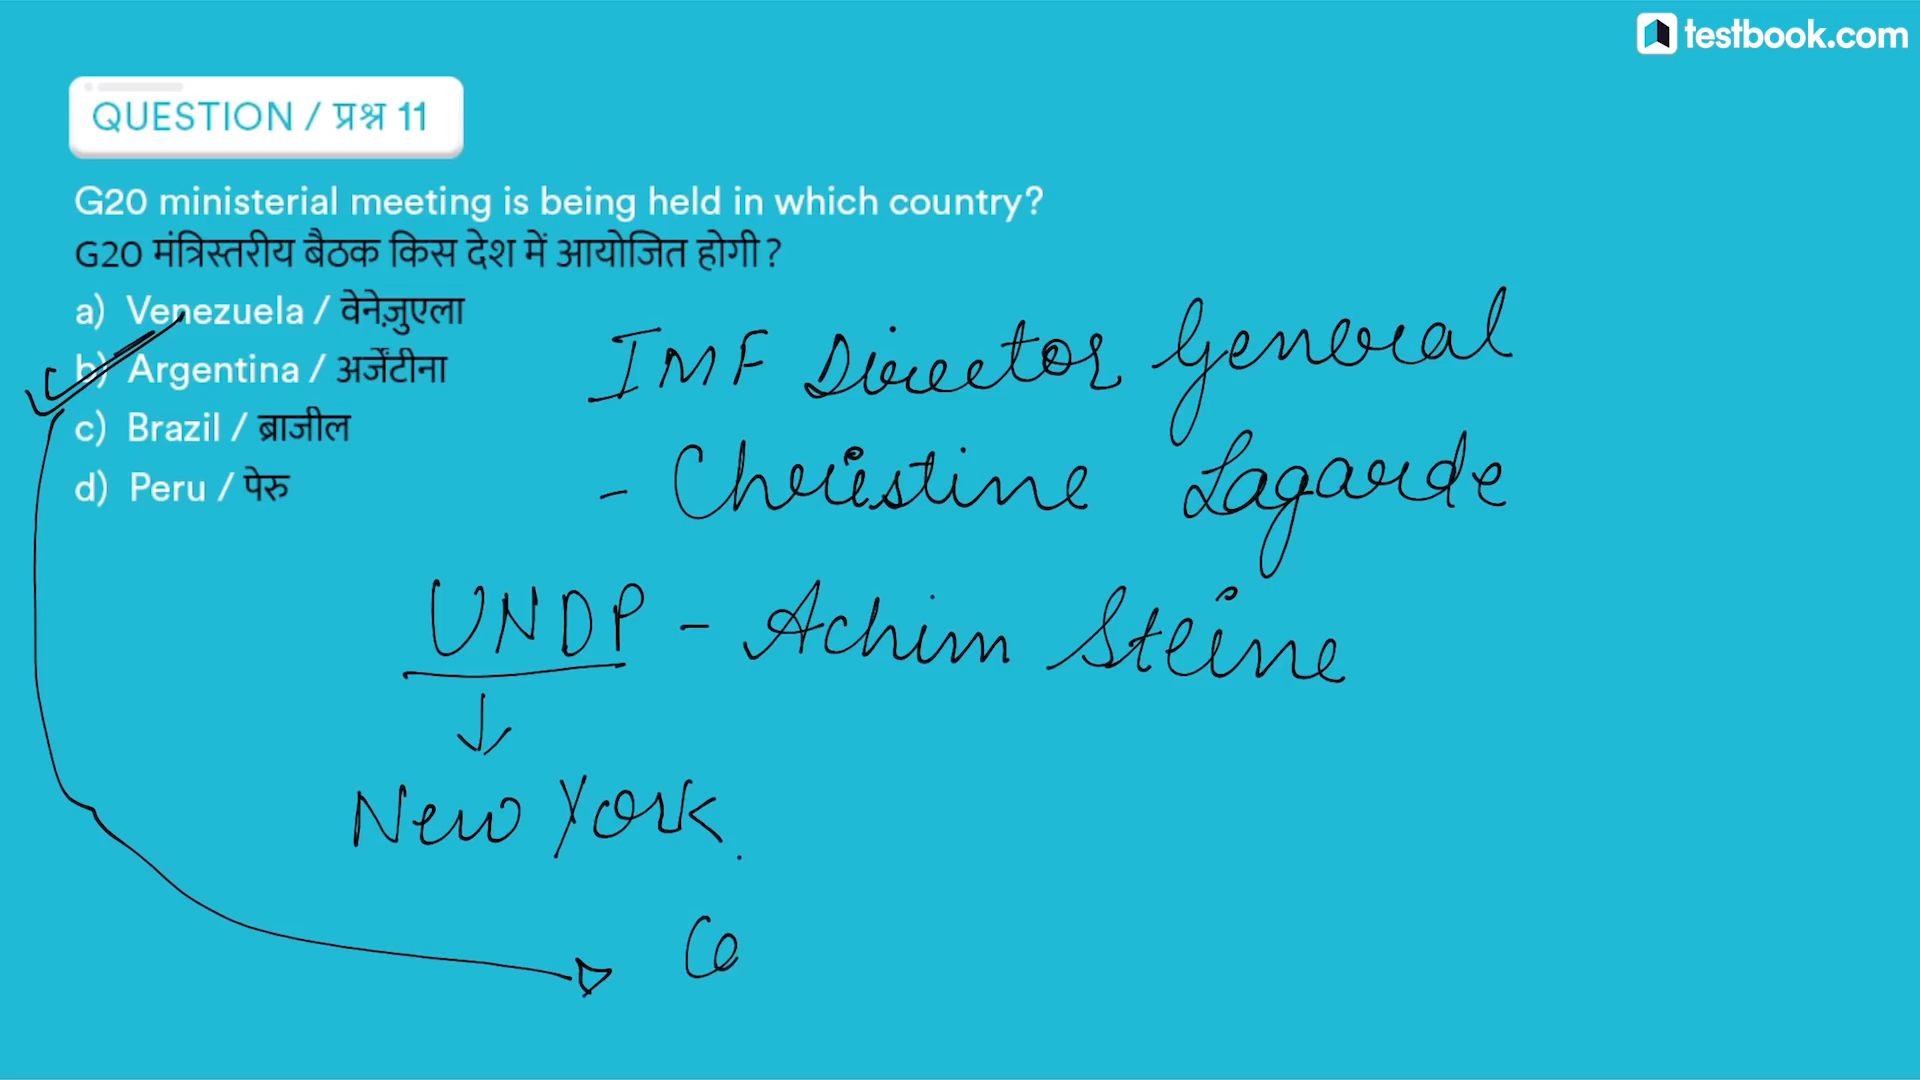 testbook.com
QUESTION / प्रश्न 11
G20 ministerial meeting is being held in which country?
G20 मंत्रिस्तरीय बैठक किस देश में आयोजित होगी?
a) Venezuela / वेनेज़ुएला
b) Argentina / अर्जेंटीना
c) Brazil / ब्राजील
d) Peru / पेरु
IMF Director General
- Christine Lagarde
UNDP - Achim Steine
New York
Co